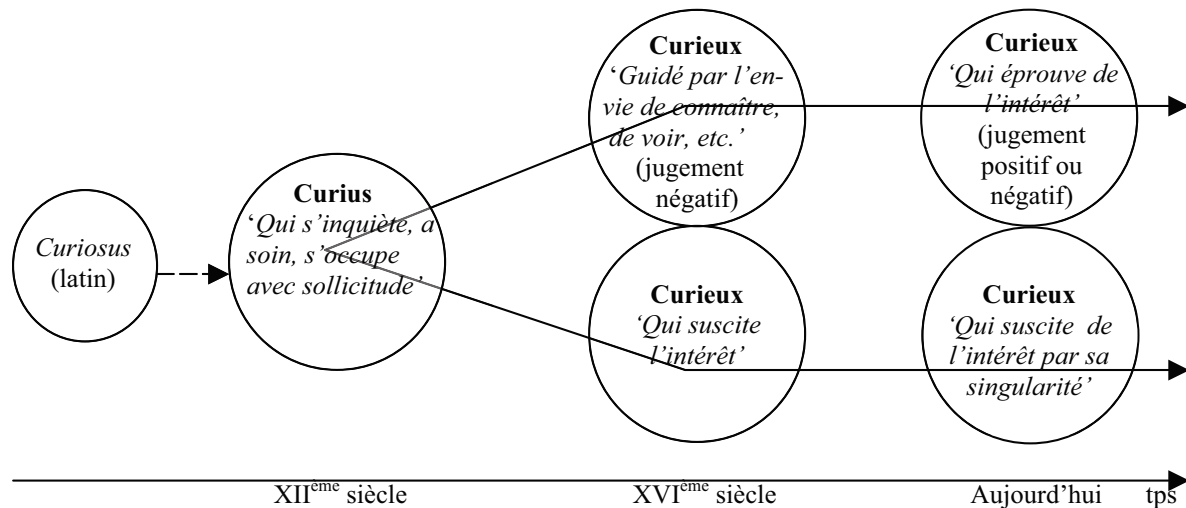 Curiosus
(latin)
Curius
‘Qui s’inquiète, a
soin, s’occupe
avec sollicitude’
Curieux
‘Guidé par l’en-
vie de connaître,
de voir, etc.’
(jugement
négatif)
Curieux
‘Qui éprouve de
l’intérêt’
(jugement
positif ou
négatif)
Curieux
‘Qui suscite
l’intérêt’
Curieux
‘Qui suscite de
l’intérêt par sa
singularité’
XIIème siècle
XVIème siècle
Aujourd’hui
tps